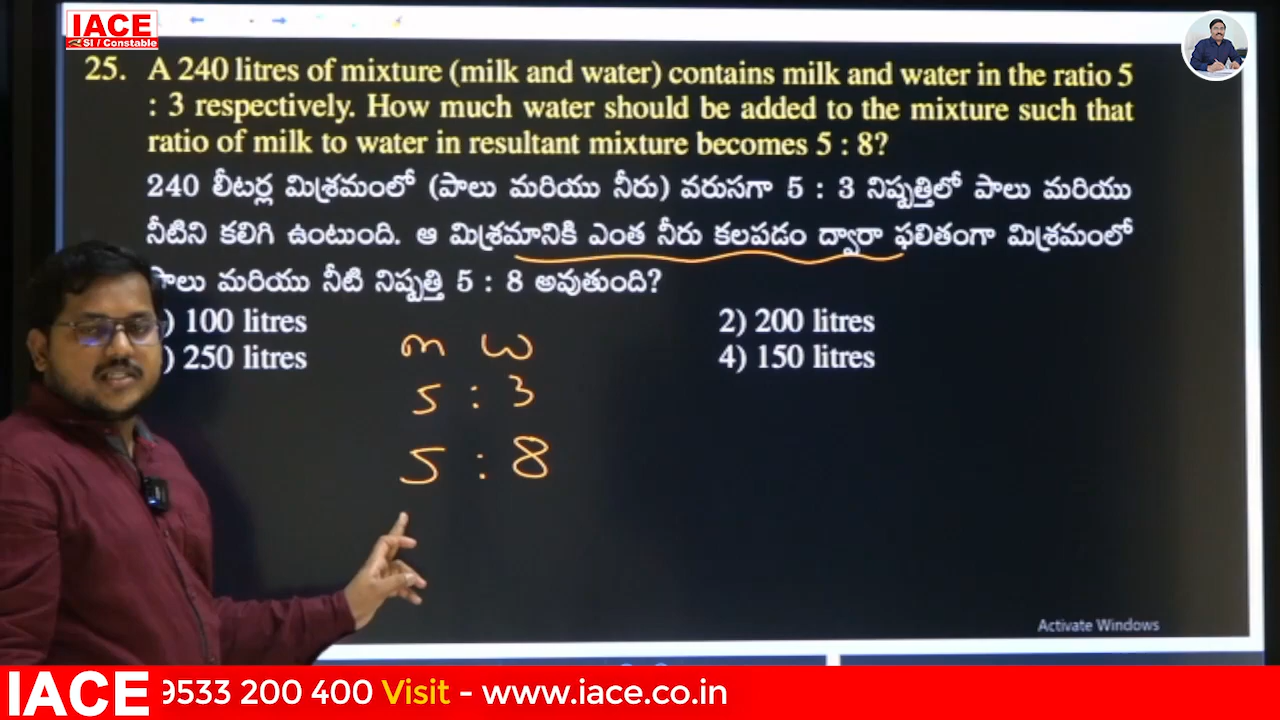 IACE
SI / Constable
25. A 240 litres of mixture (milk and water) contains milk and water in the ratio 5
: 3 respectively. How much water should be added to the mixture such that
ratio of milk to water in resultant mixture becomes 5 : 8?
240 లీటర్ల మిశ్రమంలో (పాలు మరియు నీరు) వరుసగా 5 : 3 నిష్పత్తిలో పాలు మరియు
నీటిని కలిగి ఉంటుంది. ఆ మిశ్రమానికి ఎంత నీరు కలపడం ద్వారా ఫలితంగా మిశ్రమంలో
పాలు మరియు నీటి నిష్పత్తి 5 : 8 అవుతుంది?
) 100 litres 2) 200 litres
) 250 litres 4) 150 litres
m w
5 : 3
5 : 8
Activate Windows
IACE 9533 200 400 Visit - www.iace.co.in